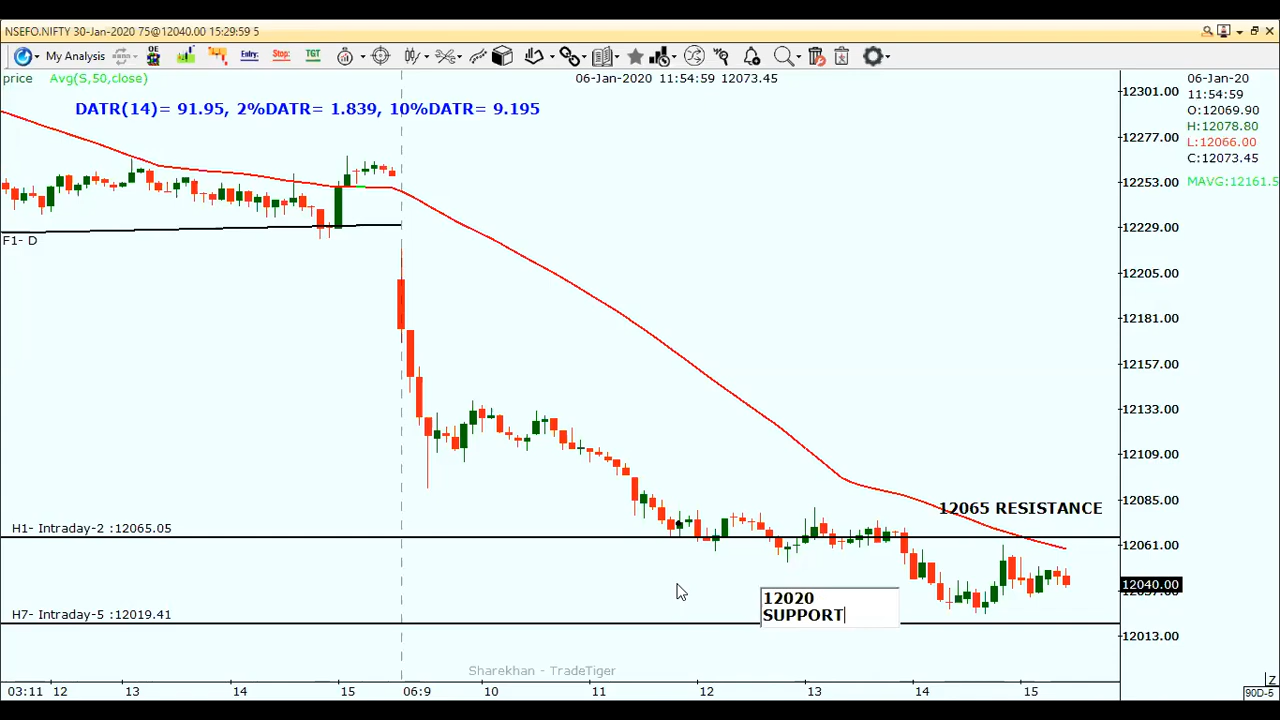 NSEFO.NIFTY 30-Jan-2020 75@12040.00 15:29:59 5
My Analysis
OE
Entry:
Stop:
TGT
price Avg(S,50,close)
06-Jan-2020 11:54:59 12073.45
06-Jan-20
11:54:59
O:12069.90
H:12078.80
L:12066.00
C:12073.45
MAVG:12161.5
DATR(14)= 91.95, 2%DATR= 1.839, 10%DATR= 9.195
12301.00
12277.00
12253.00
12229.00
12205.00
12181.00
12157.00
12133.00
12109.00
12085.00
12061.00
12040.00
12013.00
F1- D
12065 RESISTANCE
H1- Intraday-2 :12065.05
12020
SUPPORT
H7- Intraday-5 :12019.41
Sharekhan - TradeTiger
03:11 12 13 14 15 06:9 10 11 12 13 14 15
Z
90D-5